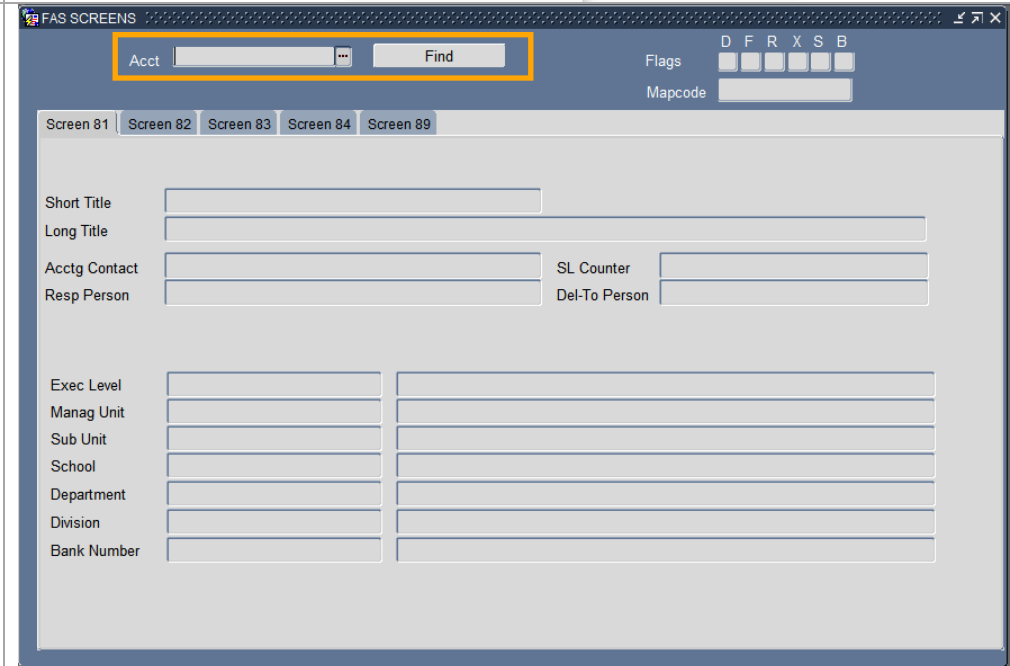 FAS SCREENS
D F R X S B
Acct ... Find Flags
Mapcode
Screen 81 Screen 82 Screen 83 Screen 84 Screen 89
Short Title
Long Title
Acctg Contact SL Counter
Resp Person Del-To Person
Exec Level
Manag Unit
Sub Unit
School
Department
Division
Bank Number